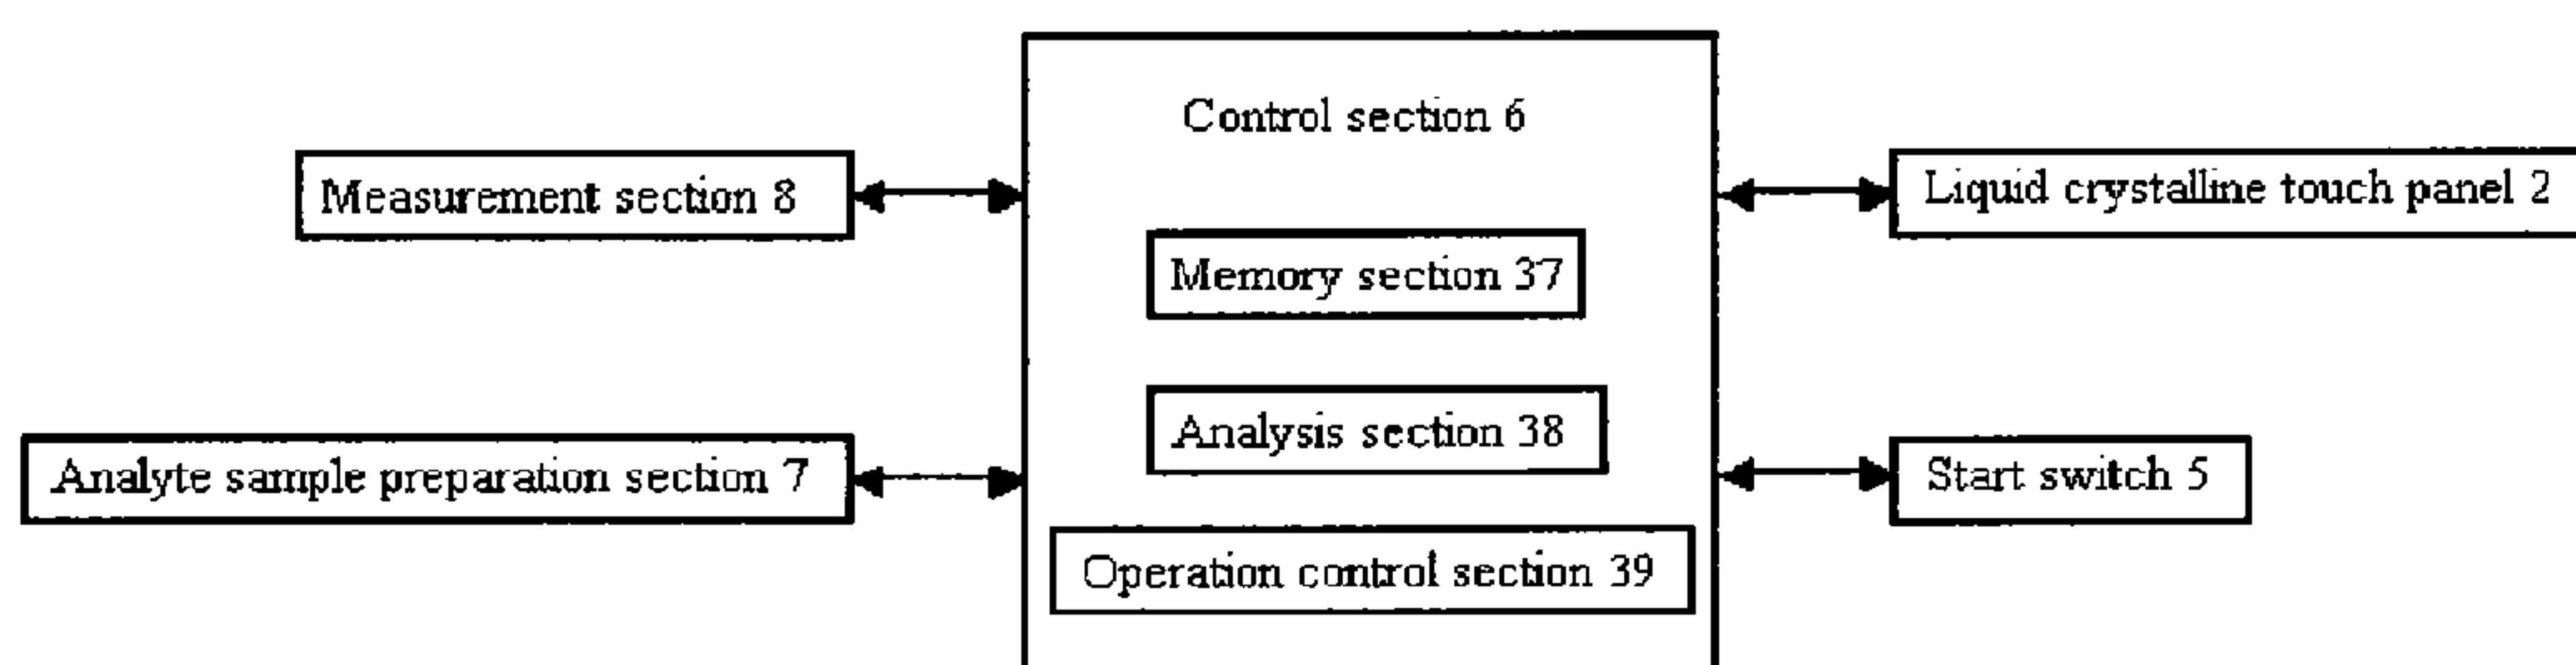 Control section 6
Measurement section 8
Liquid crystalline touch panel 2
Memory section 37
Analysis section 38
Analyte sample preparation section 7
Start switch 5
Operation control section 39